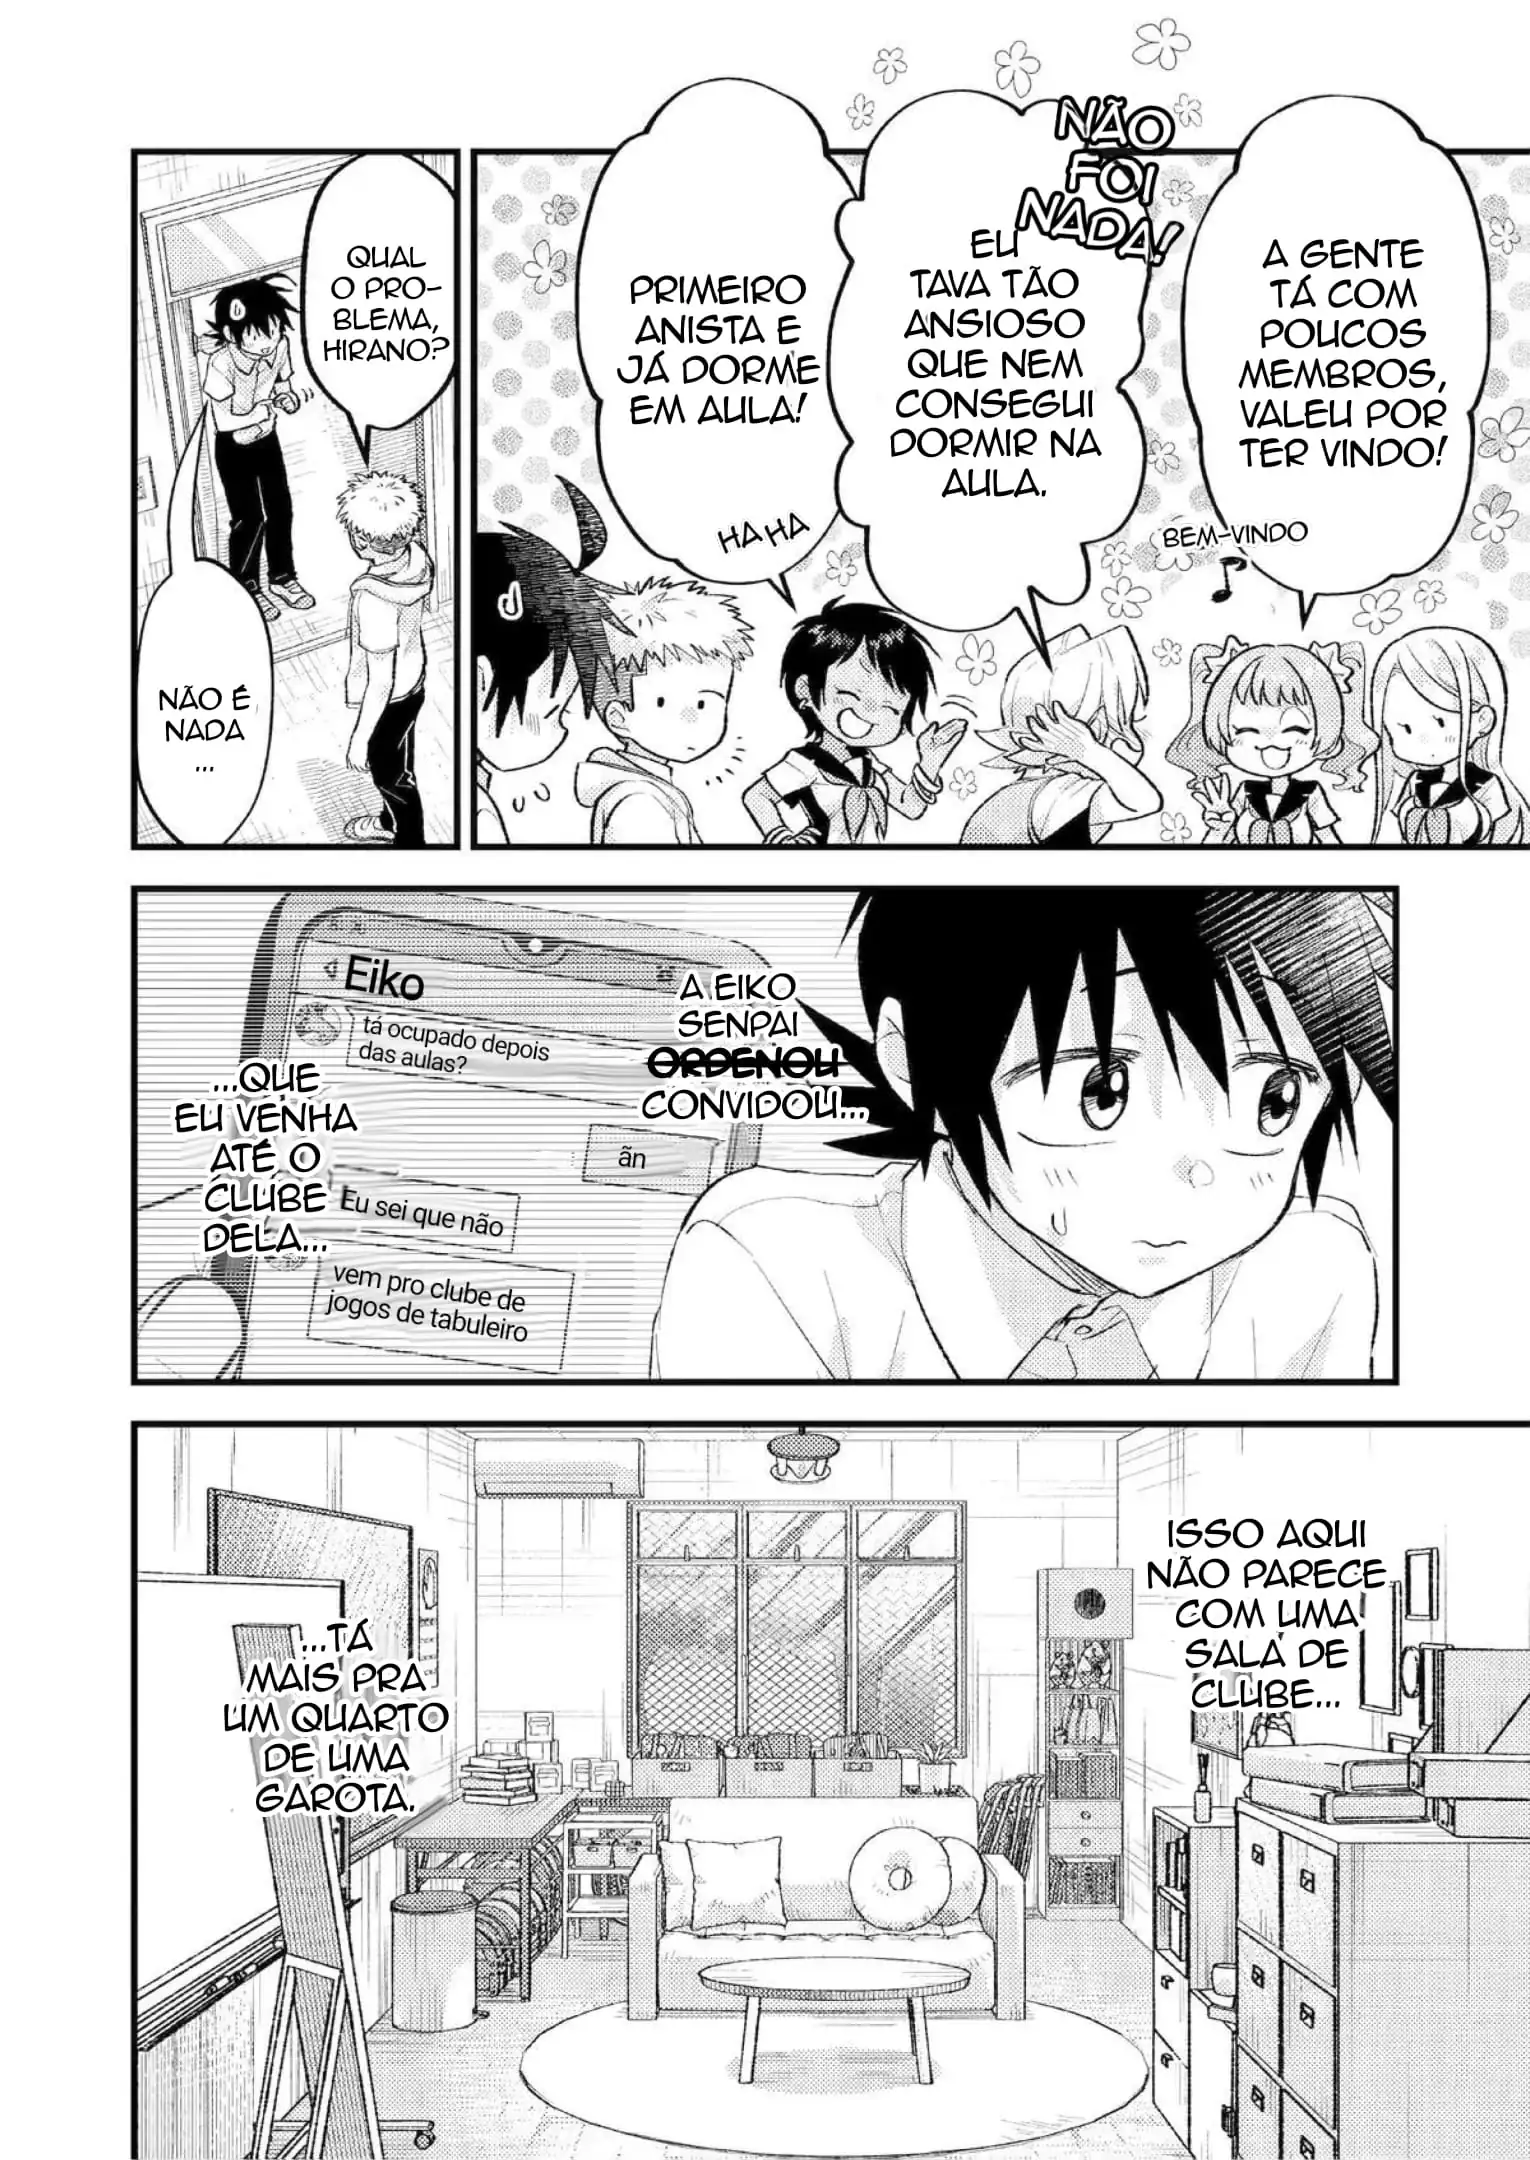 A GENTE
TÁ COM
POUCOS
MEMBROS,
VALEU POR
TER VINDO!
BEM-VINDO
NÃO
FOI
NADA!
EU
TAVA TÃO
ANSIOSO
QUE NEM
CONSEGUI
DORMIR NA
AULA.
PRIMEIRO
ANISTA E
JÁ DORME
EM AULA!
HA HA
QUAL
O PRO-
BLEMA,
HIRANO?
NÃO É
NADA
...
A EIKO
SENPAI
ORDENOU
CONVIDOU...
Eiko
tá ocupado depois
das aulas?
ãn
Eu sei que não
vem pro clube de
jogos de tabuleiro
...QUE
EU VENHA
ATÉ O
CLUBE
DELA...
ISSO AQUI
NÃO PARECE
COM UMA
SALA DE
CLUBE...
...TÁ
MAIS PRA
UM QUARTO
DE UMA
GAROTA.